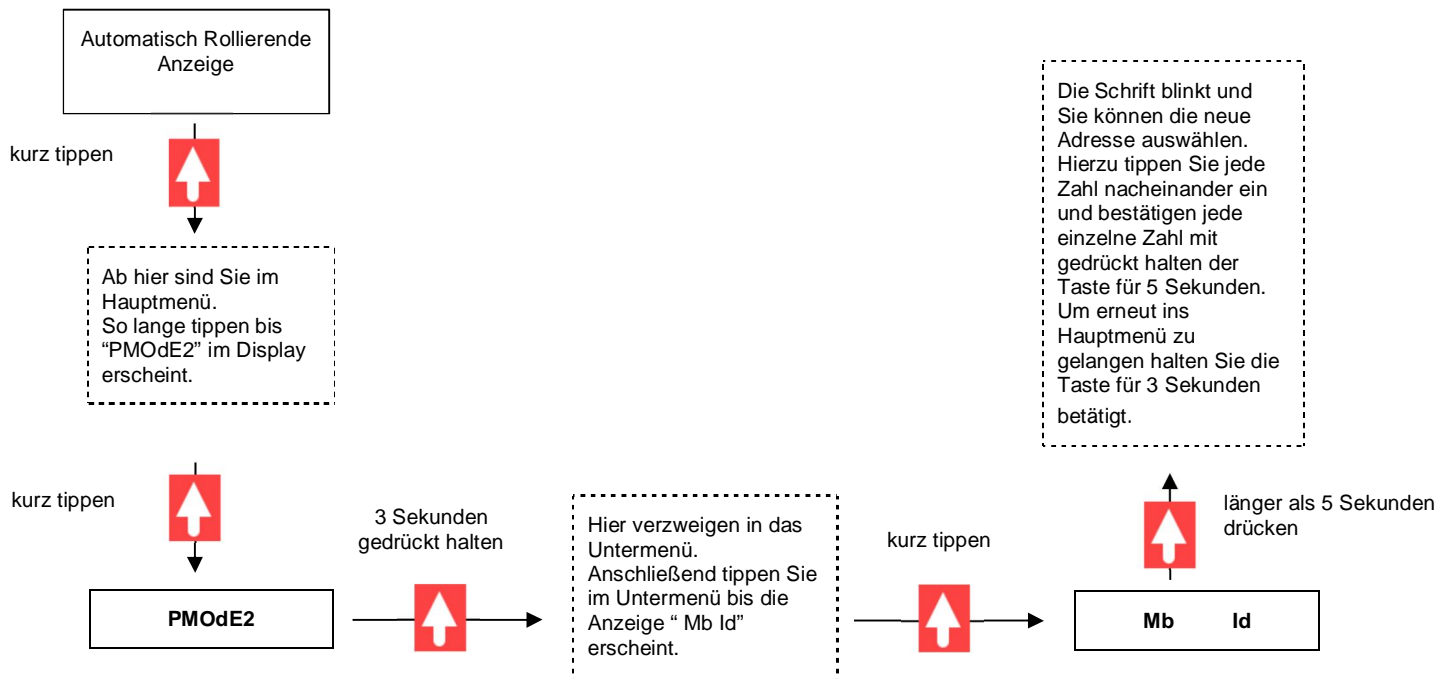 Automatisch Rollierende
Anzeige
kurz tippen
Ab hier sind Sie im
Hauptmenü.
So lange tippen bis
“PMOdE2” im Display
erscheint.
kurz tippen
PMOdE2
3 Sekunden
gedrückt halten
Hier verzweigen in das
Untermenü.
Anschließend tippen Sie
im Untermenü bis die
Anzeige “ Mb Id”
erscheint.
kurz tippen
Mb Id
länger als 5 Sekunden
drücken
Die Schrift blinkt und
Sie können die neue
Adresse auswählen.
Hierzu tippen Sie jede
Zahl nacheinander ein
und bestätigen jede
einzelne Zahl mit
gedrückt halten der
Taste für 5 Sekunden.
Um erneut ins
Hauptmenü zu
gelangen halten Sie die
Taste für 3 Sekunden
betätigt.